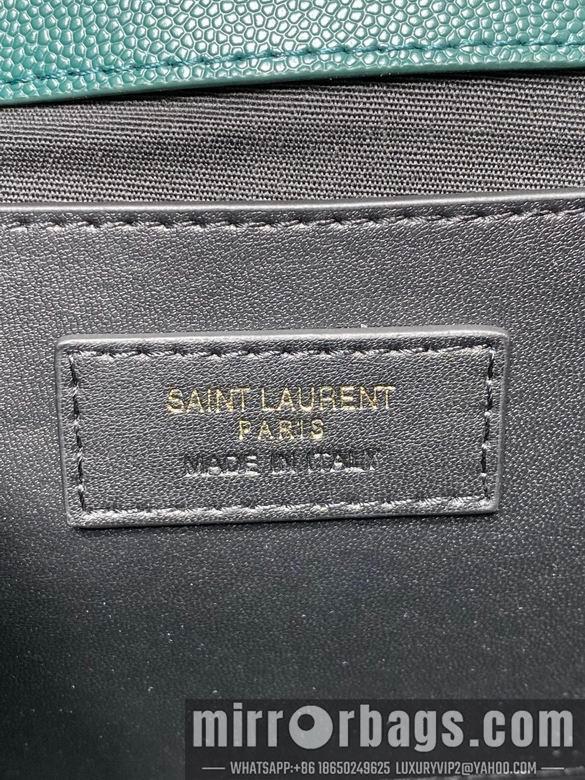 SAINT LAURENT
PARIS
MADE IN ITALY
mirrorbags.com
WHATSAPP:+86 18650249625 LUXURYVIP2@YAHOO.COM